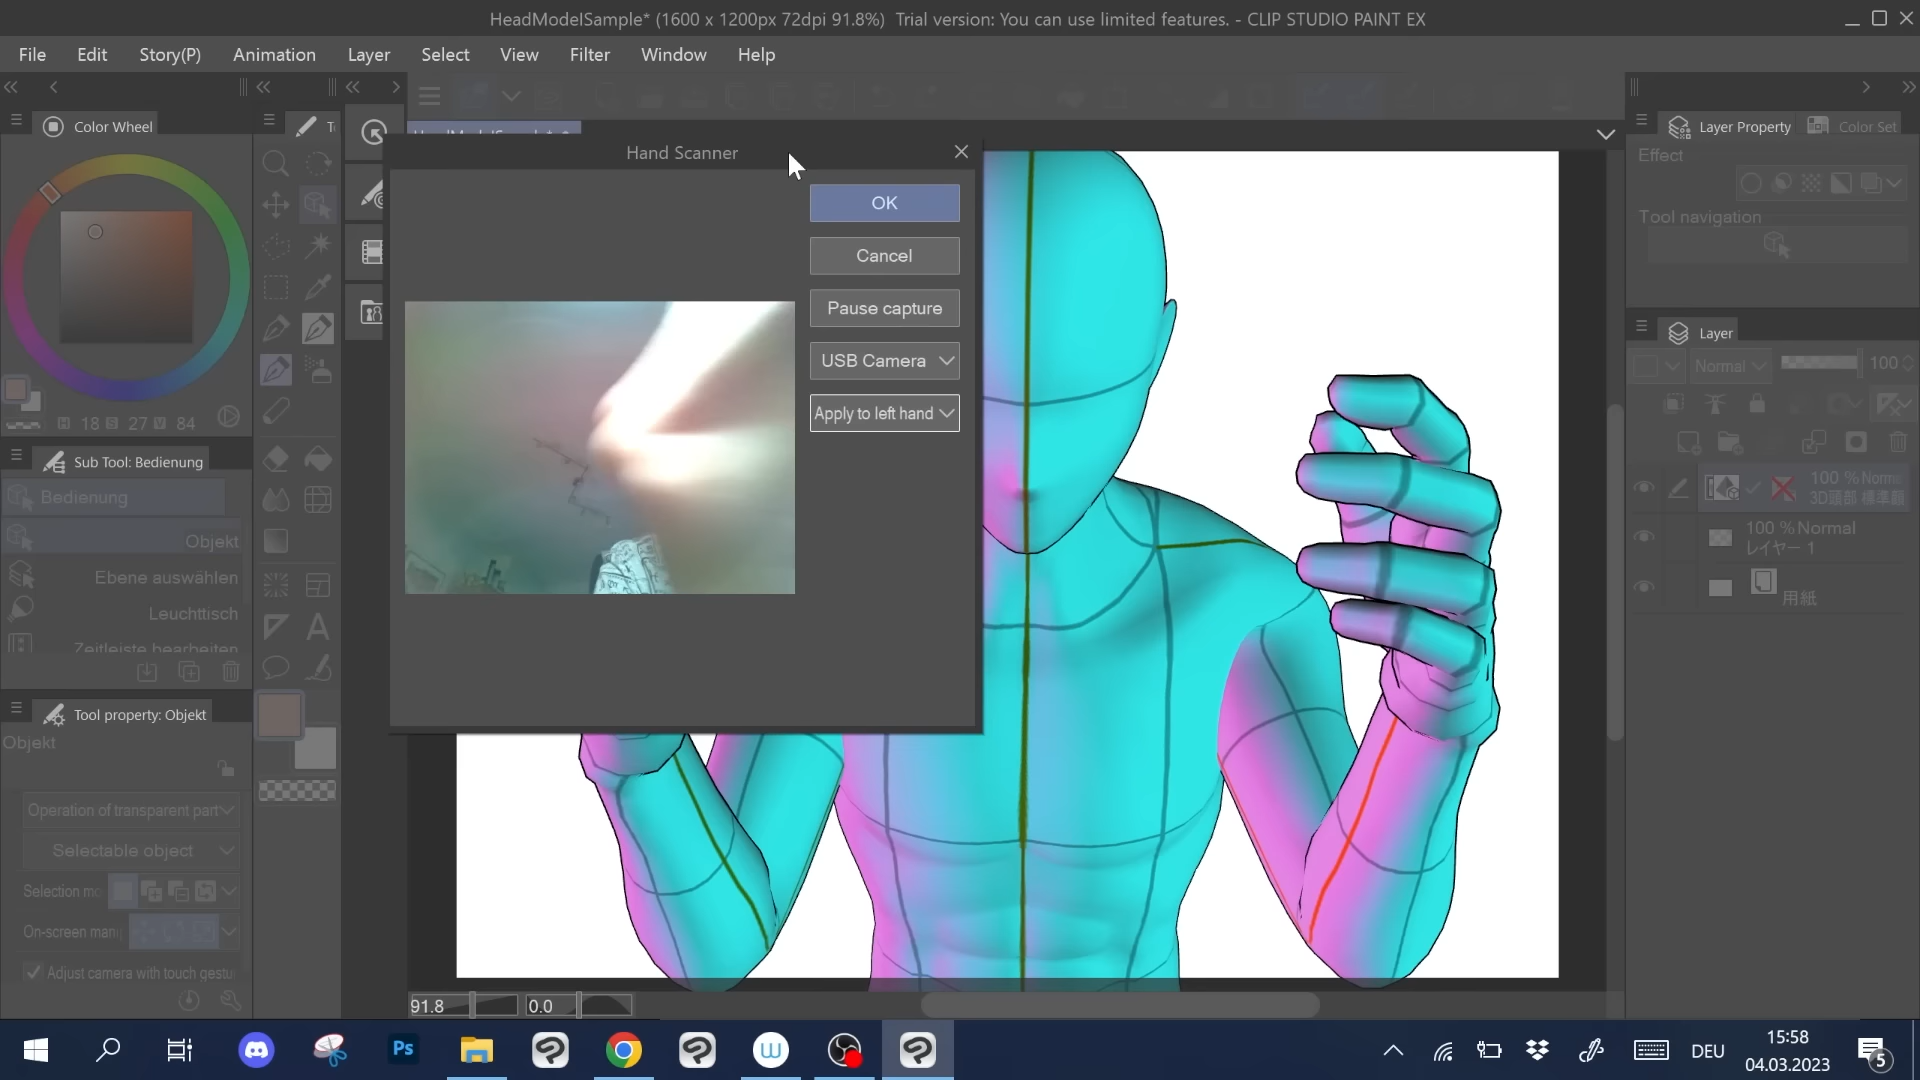 HeadModelSample* (1600 x 1200px 72dpi 91.8%)  Trial version: You can use limited features. - CLIP STUDIO PAINT EX
File Edit Story(P) Animation Layer Select View Filter Window Help
Color Wheel
H 18 S 27 V 84
Sub Tool: Bedienung
Bedienung
Objekt
Ebene auswählen
Leuchttisch
Zeitleiste bearbeiten
Tool property: Objekt
Objekt
Operation of transparent part
Selectable object
Selection mo
On-screen mani
Adjust camera with touch gestu
Hand Scanner
OK
Cancel
Pause capture
USB Camera
Apply to left hand
91.8 0.0
Layer Property Color Set
Effect
Tool navigation
Layer
Normal 100
100 % Norma
3D頭部 標準顔
100 % Normal
レイヤー 1
用紙
Ps
DEU
15:58
04.03.2023
5